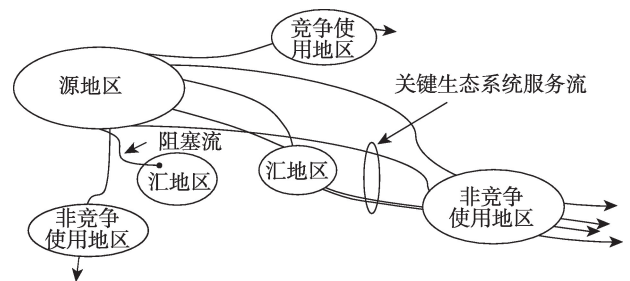 竞争使
用地区
源地区
关键生态系统服务流
阻塞流
汇地区
汇地区
非竞争
使用地区
非竞争
使用地区